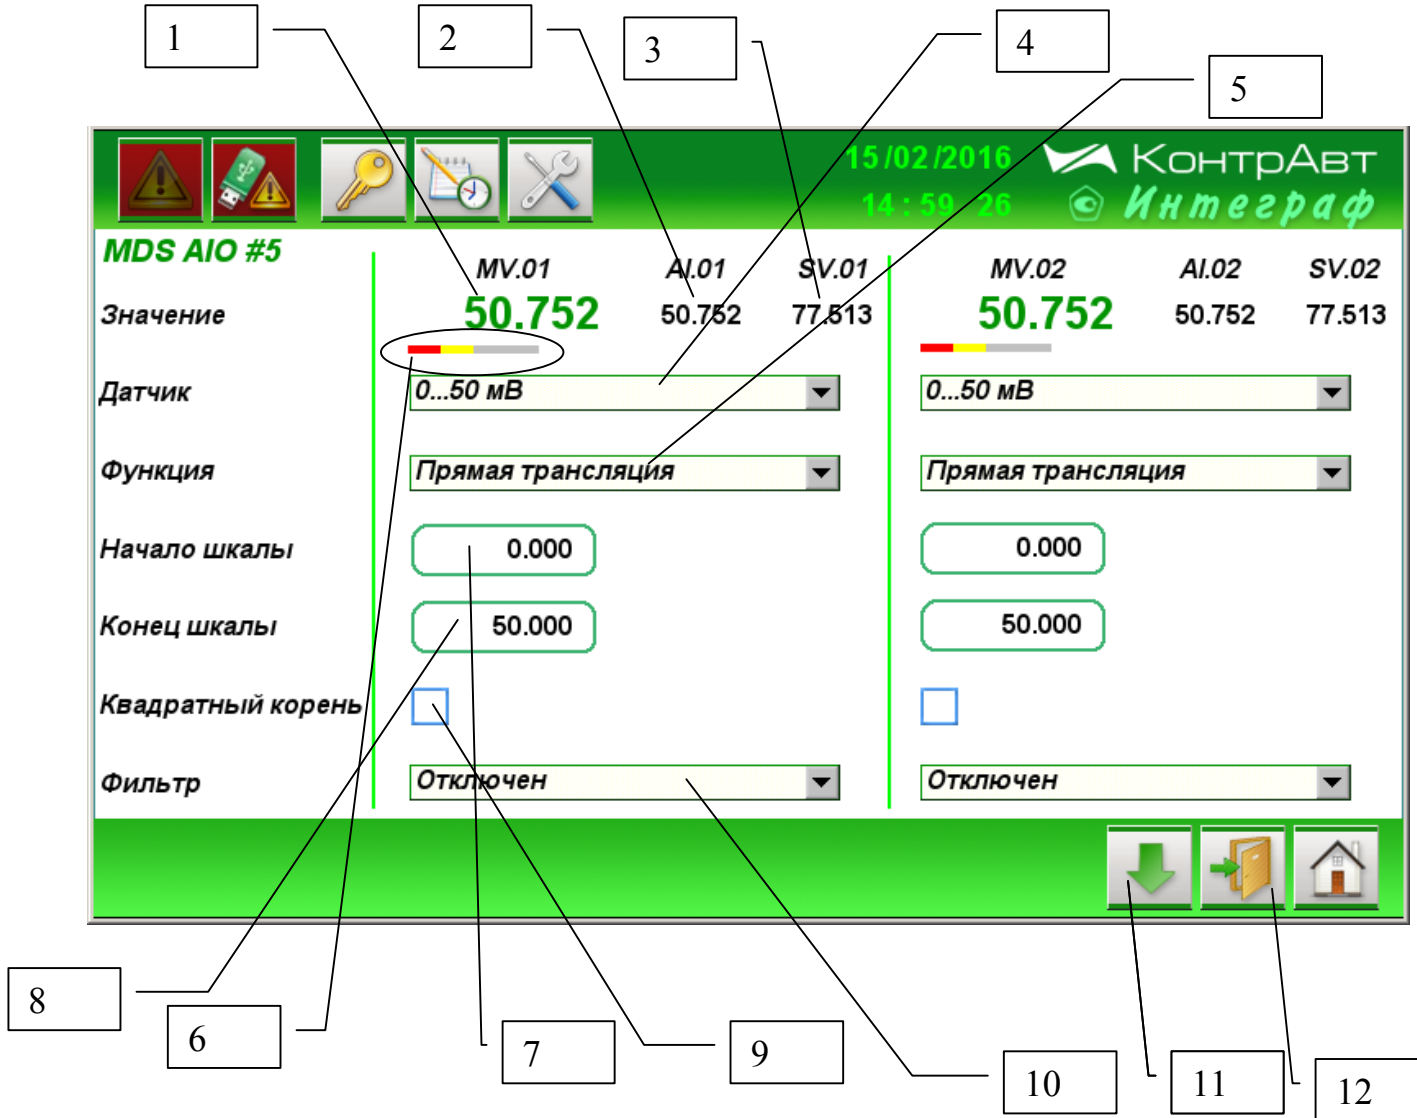 1
2
3
4
5
15/02/2016
КонтрАвт
14:59 26
Интеграф
MDS AIO #5
MV.01 AI.01 SV.01 MV.02 AI.02 SV.02
Значение 50.752 50.752 77.513 50.752 50.752 77.513
Датчик 0...50 мВ 0...50 мВ
Функция Прямая трансляция Прямая трансляция
Начало шкалы 0.000 0.000
Конец шкалы 50.000 50.000
Квадратный корень
Фильтр Отключен Отключен
8
6
7
9
10
11
12